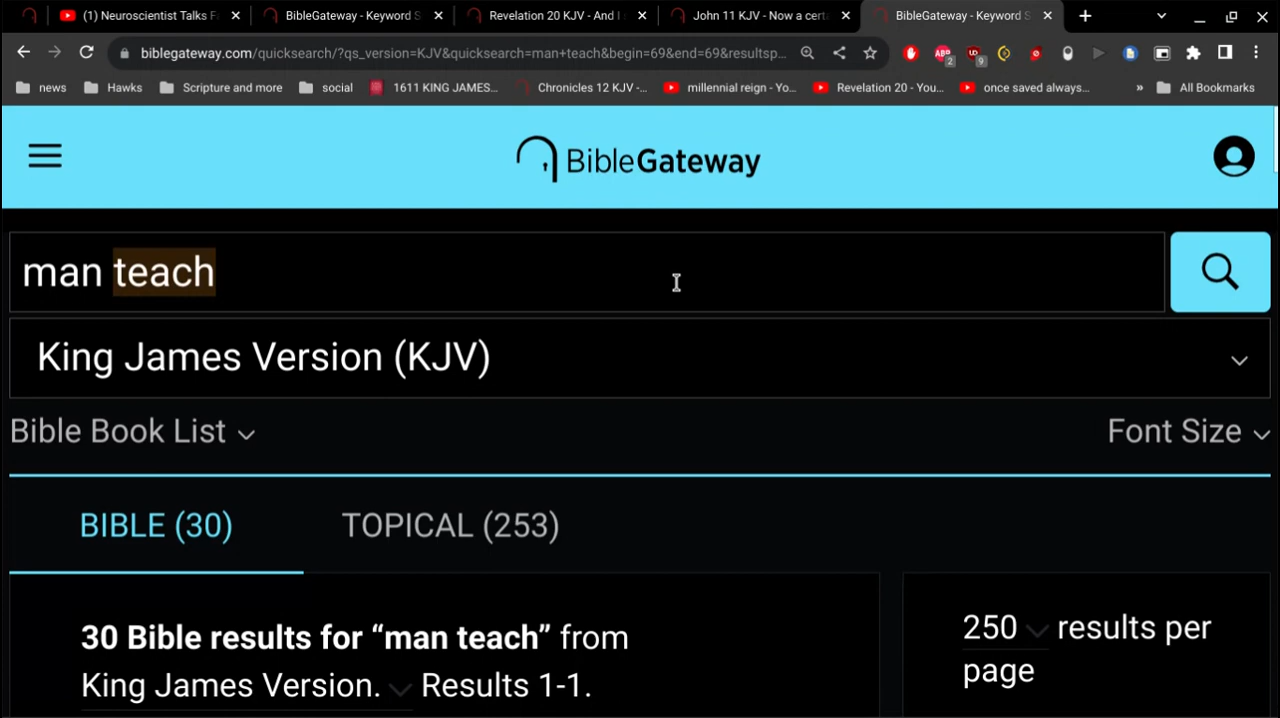 (1) Neuroscientist Talks F
BibleGateway - Keyword S
Revelation 20 KJV - And I
John 11 KJV - Now a certa
BibleGateway - Keyword S
biblegateway.com/quicksearch/?qs_version=KJV&quicksearch=man+teach&begin=69&end=69&resultsp...
2
9
news
Hawks
Scripture and more
social
1611 KING JAMES...
Chronicles 12 KJV -...
millennial reign - Yo...
Revelation 20 - You...
once saved always...
»
All Bookmarks
BibleGateway
man teach
King James Version (KJV)
Bible Book List
Font Size
BIBLE (30)
TOPICAL (253)
30 Bible results for “man teach” from
King James Version. Results 1-1.
250 results per
page